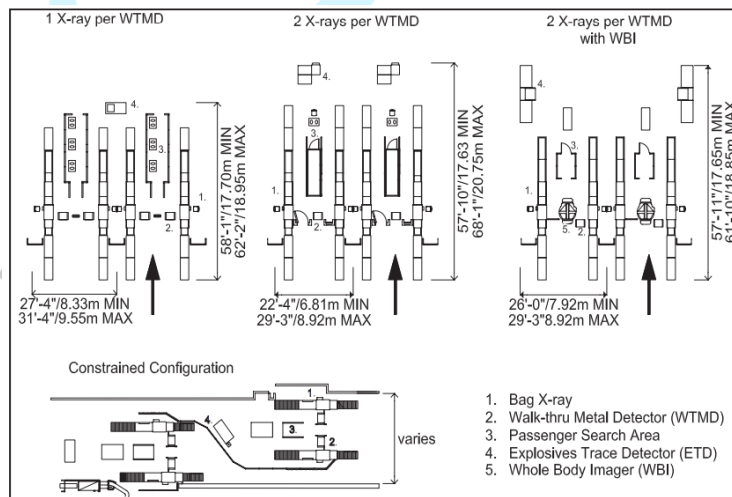 1 X-ray per WTMD
2 X-rays per WTMD
2 X-rays per WTMD
with WBI
4.
3.
1.
2.
58'-1"/17.70m MIN
62'-2"/18.95m MAX
27'-4"/8.33m MIN
31'-4"/9.55m MAX
4.
3.
1.
2.
57'-10"/17.63 MIN
68'-1"/20.75m MAX
22'-4"/6.81m MIN
29'-3"/8.92m MAX
4.
3.
1.
5.
2.
57'-11"/17.65m MIN
61'-10"/18.85m MAX
26'-0"/7.92m MIN
29'-3"8.92m MAX
Constrained Configuration
1.
4.
3.
2.
varies
1. Bag X-ray
2. Walk-thru Metal Detector (WTMD)
3. Passenger Search Area
4. Explosives Trace Detector (ETD)
5. Whole Body Imager (WBI)